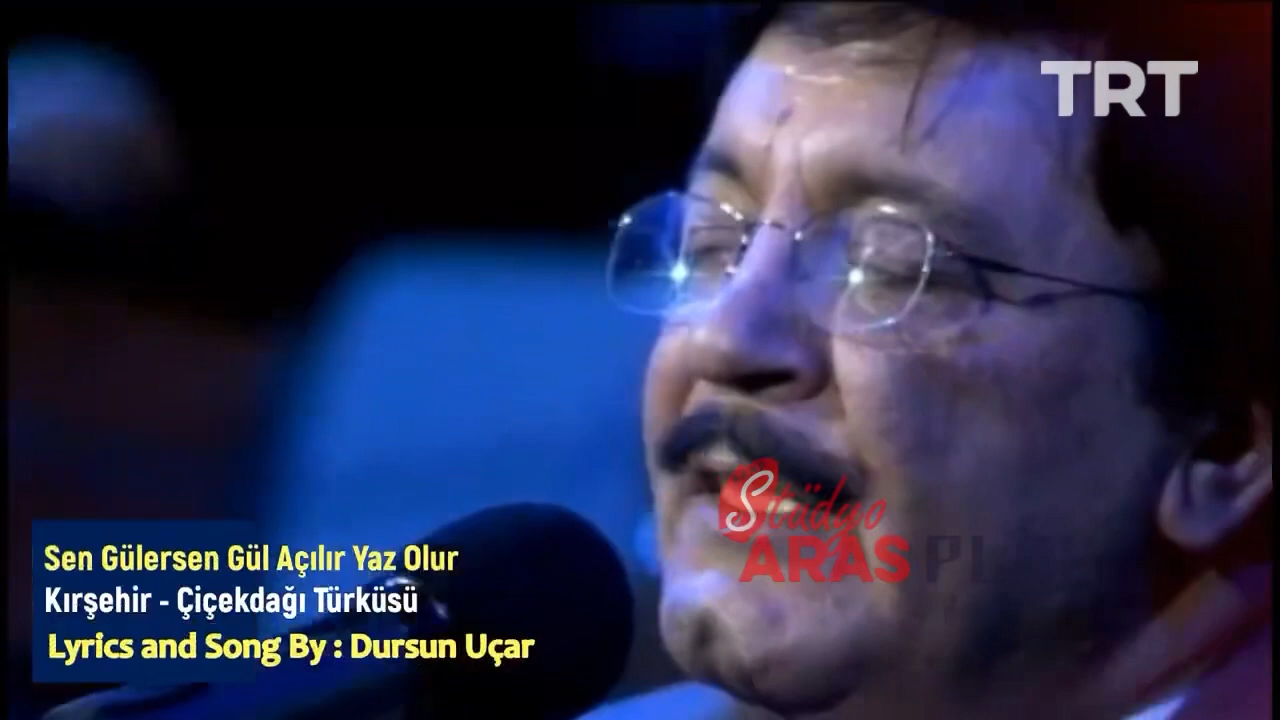 TRT
Stüdyo
ARAS
Sen Gülersen Gül Açılır Yaz Olur
Kırşehir - Çiçekdağı Türküsü
Lyrics and Song By : Dursun Uçar